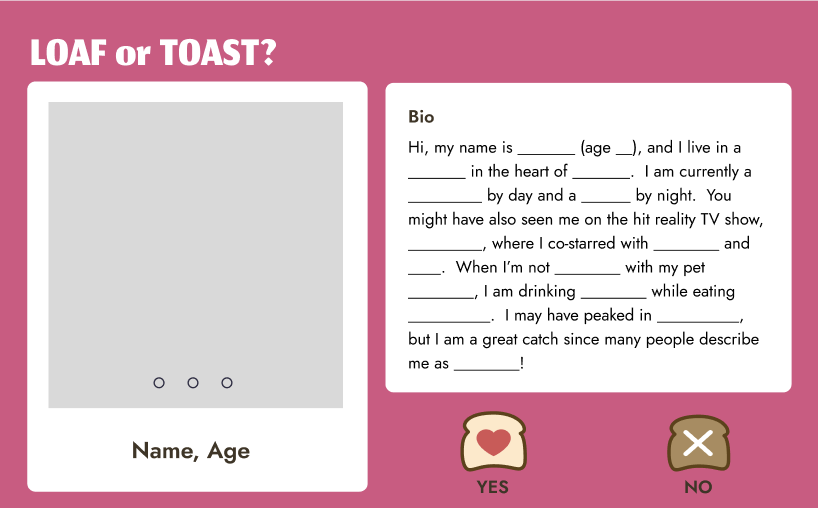 LOAF or TOAST?
Bio
Hi, my name is _______ (age __), and I live in a
_______ in the heart of _______.  I am currently a
_________ by day and a ______ by night.  You
might have also seen me on the hit reality TV show,
_________, where I co-starred with ________ and
____.  When I’m not ________ with my pet
________, I am drinking ________ while eating
__________.  I may have peaked in __________,
but I am a great catch since many people describe
me as ________!
Name, Age
YES
NO